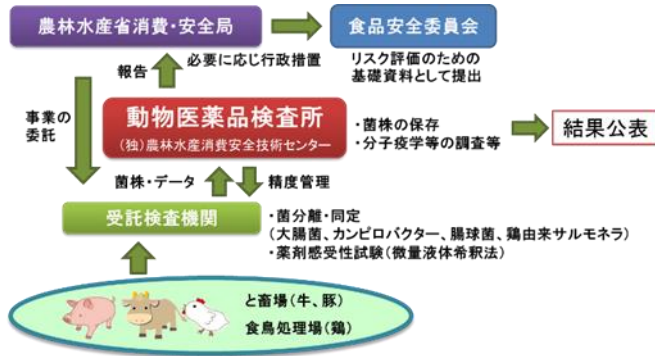 農林水産省消費・安全局
食品安全委員会
報告
必要に応じ行政措置
リスク評価のための
基礎資料として提出
事業の
委託
動物医薬品検査所
(独)農林水産消費安全技術センター
・菌株の保存
・分子疫学等の調査等
結果公表
菌株・データ
精度管理
受託検査機関
・菌分離・同定
(大腸菌、カンピロバクター、腸球菌、鶏由来サルモネラ)
・薬剤感受性試験(微量液体希釈法)
と畜場(牛、豚)
食鳥処理場(鶏)